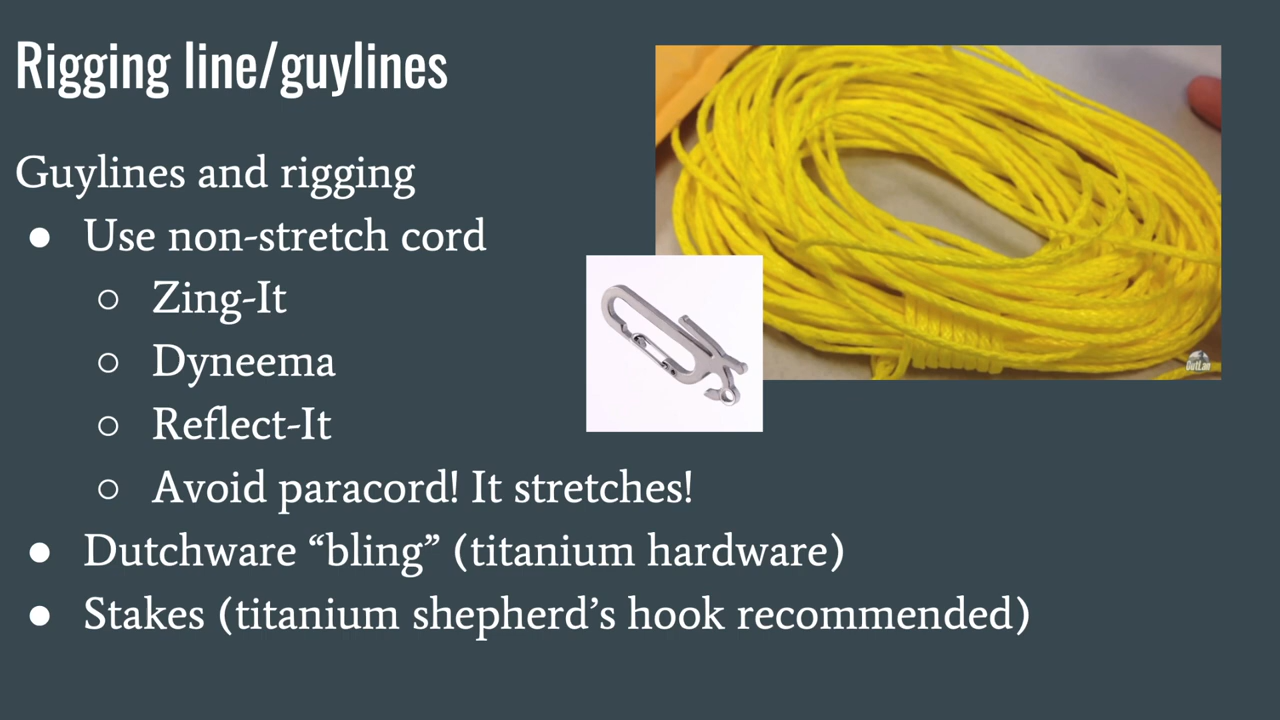 Rigging line/guylines
Guylines and rigging
● Use non-stretch cord
○ Zing-It
○ Dyneema
○ Reflect-It
○ Avoid paracord! It stretches!
● Dutchware “bling” (titanium hardware)
● Stakes (titanium shepherd’s hook recommended)
OutLan